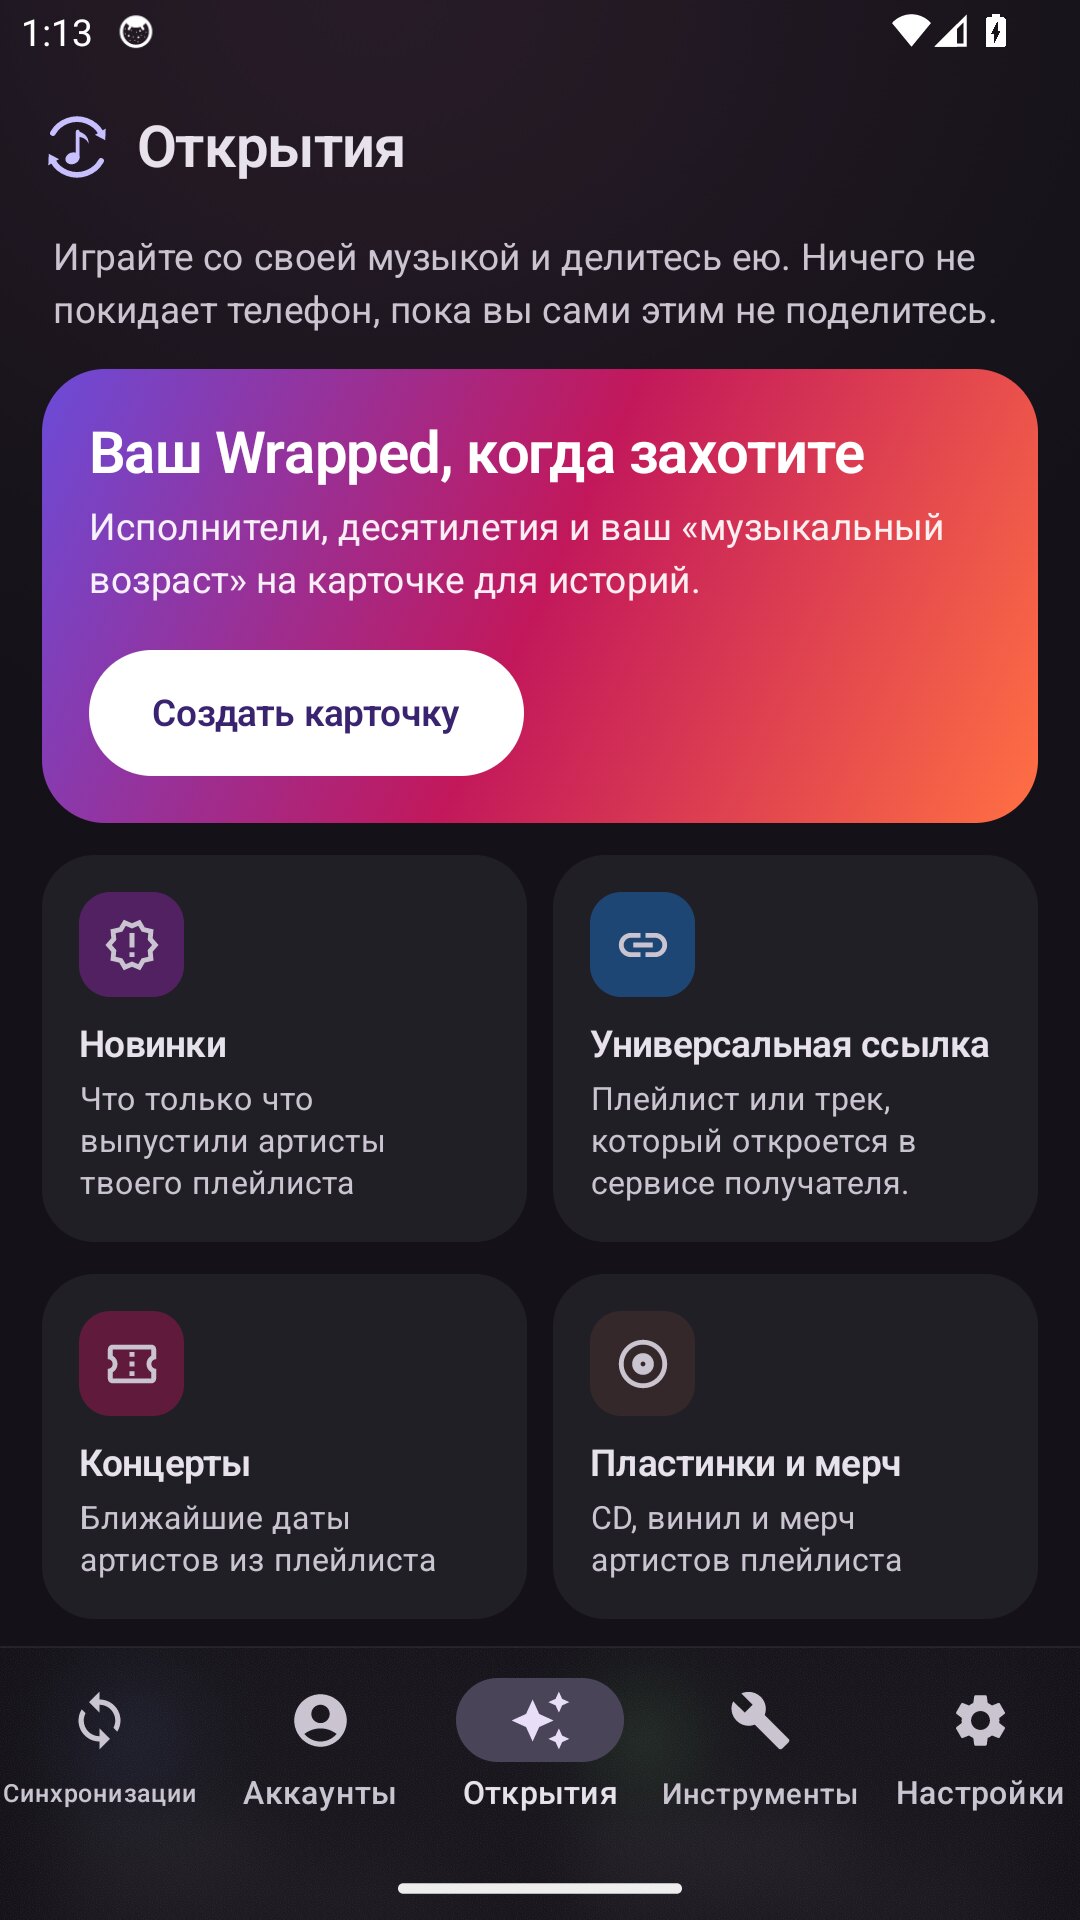 1:13
Открытия
Играйте со своей музыкой и делитесь ею. Ничего не
покидает телефон, пока вы сами этим не поделитесь.
Ваш Wrapped, когда захотите
Исполнители, десятилетия и ваш «музыкальный
возраст» на карточке для историй.
Создать карточку
Новинки
Что только что
выпустили артисты
твоего плейлиста
Универсальная ссылка
Плейлист или трек,
который откроется в
сервисе получателя.
Концерты
Ближайшие даты
артистов из плейлиста
Пластинки и мерч
CD, винил и мерч
артистов плейлиста
Синхронизации
Аккаунты
Открытия
Инструменты
Настройки